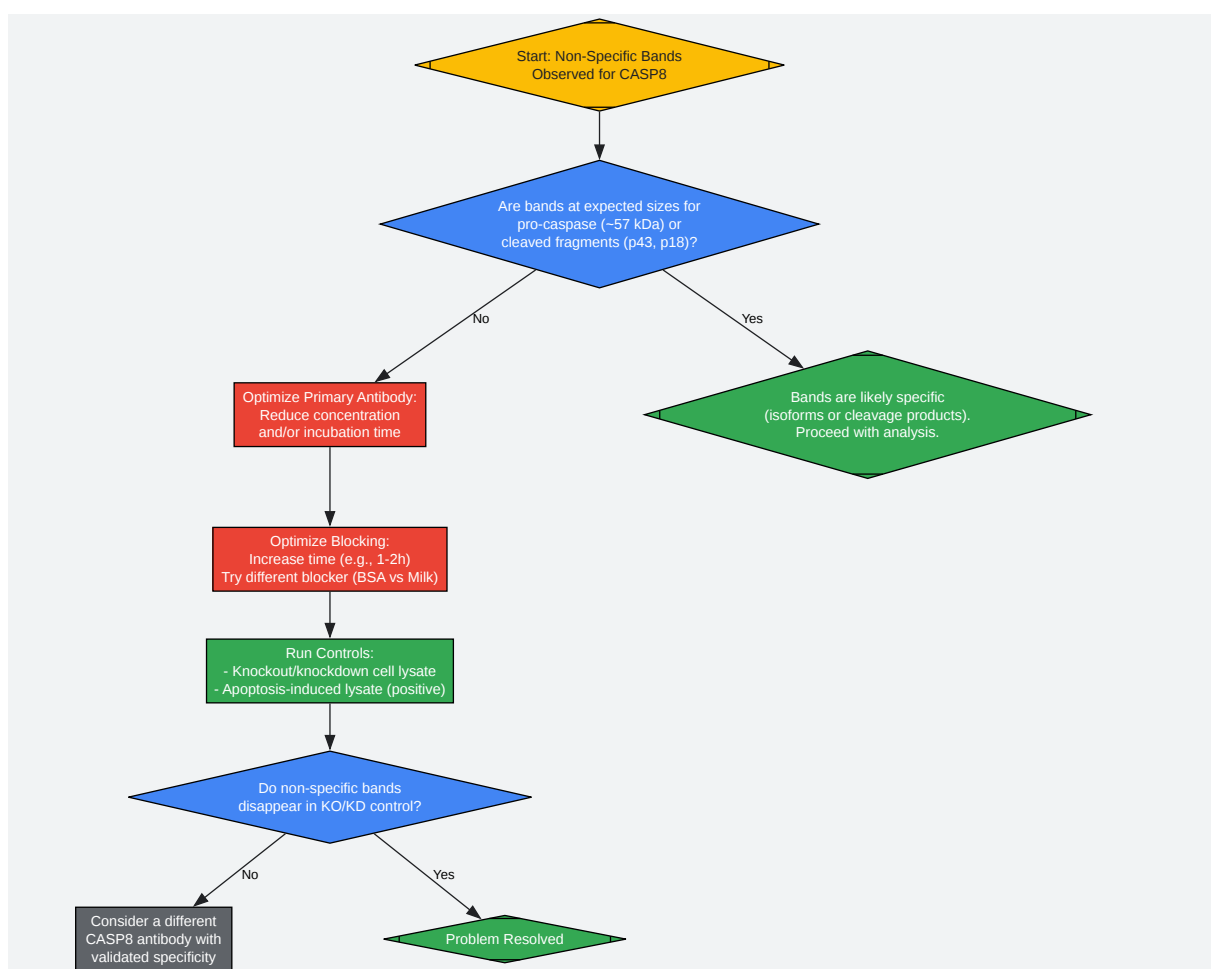 Start: Non-Specific Bands
Observed for CASP8
Are bands at expected sizes for
pro-caspase (~57 kDa) or
cleaved fragments (p43, p18)?
No
Yes
Optimize Primary Antibody:
Reduce concentration
and/or incubation time
Bands are likely specific
(isoforms or cleavage products).
Proceed with analysis.
Optimize Blocking:
Increase time (e.g., 1-2h)
Try different blocker (BSA vs Milk)
Run Controls:
- Knockout/knockdown cell lysate
- Apoptosis-induced lysate (positive)
Do non-specific bands
disappear in KO/KD control?
No
Yes
Consider a different
CASP8 antibody with
validated specificity
Problem Resolved